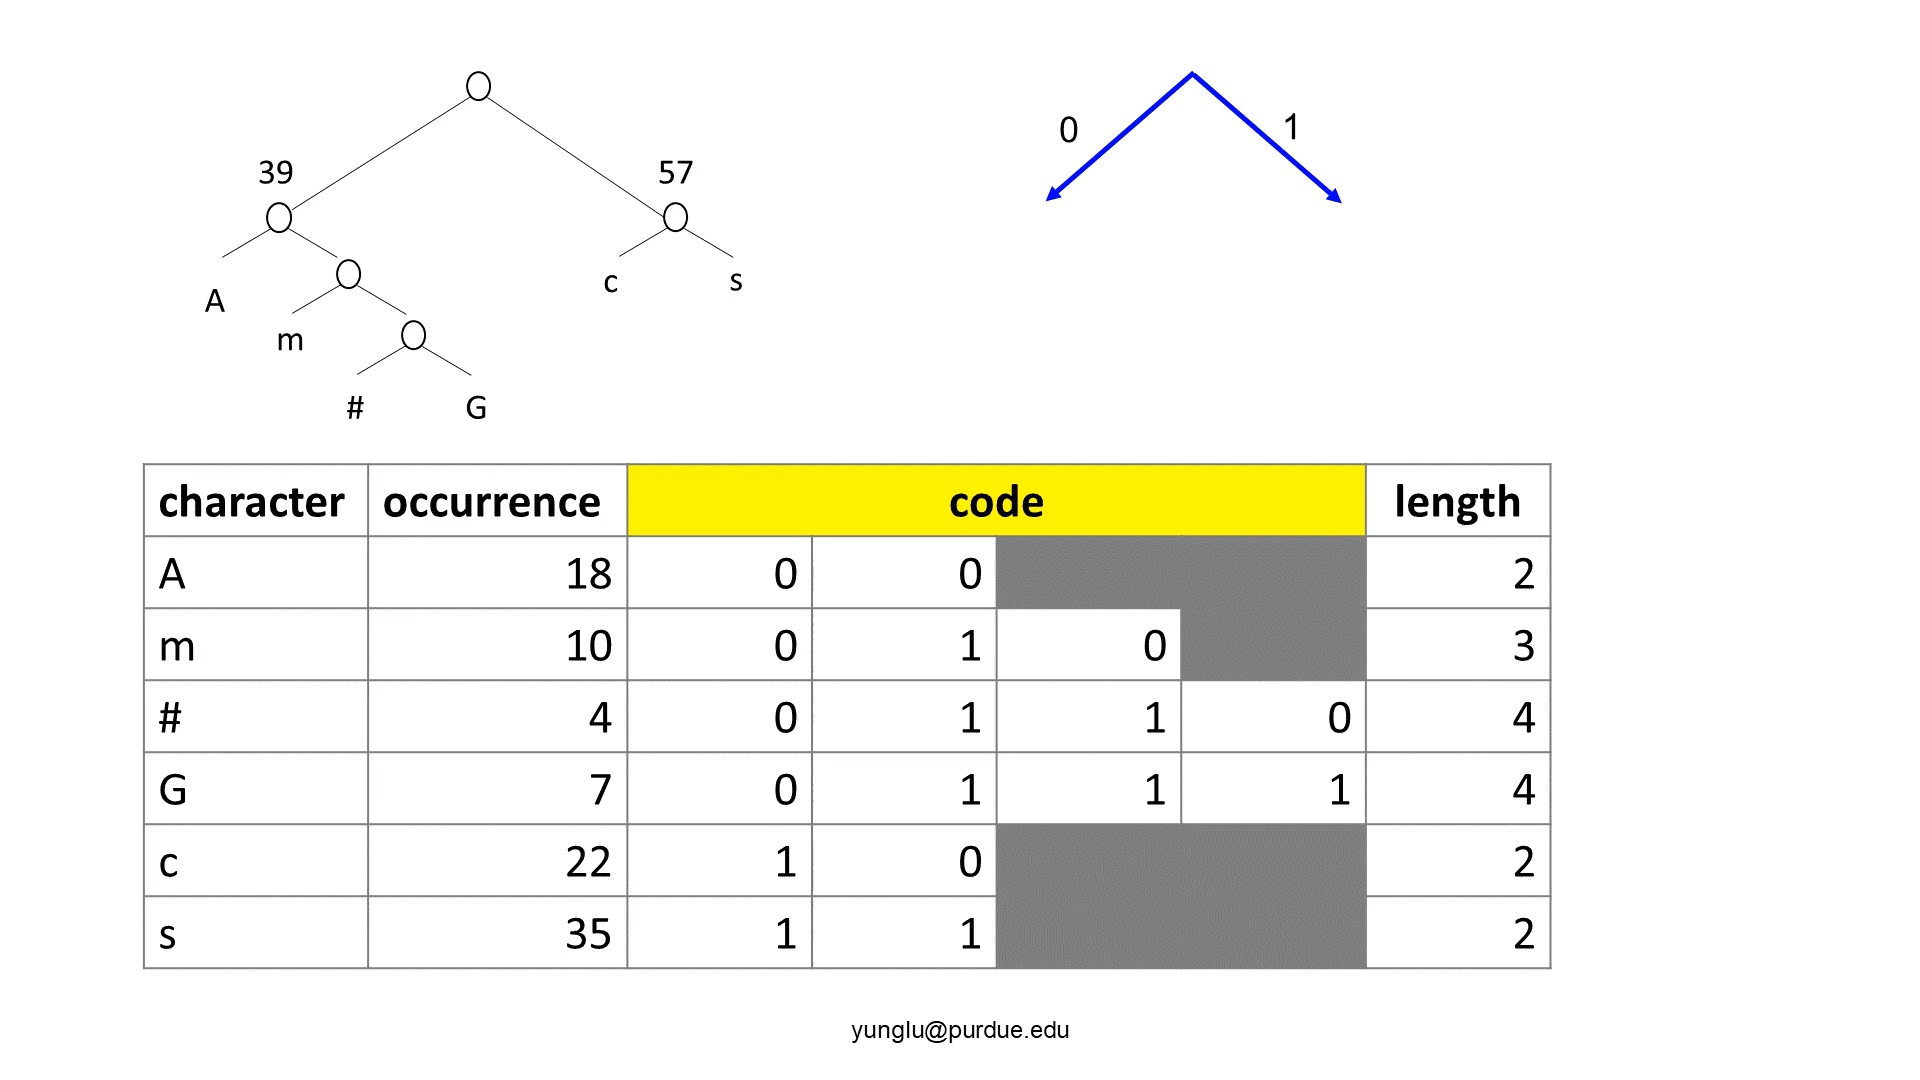 0 1
39 57
A
m
c s
# G
character occurrence code length
A 18 0 0 2
m 10 0 1 0 3
# 4 0 1 1 0 4
G 7 0 1 1 1 4
c 22 1 0 2
s 35 1 1 2
yunglu@purdue.edu